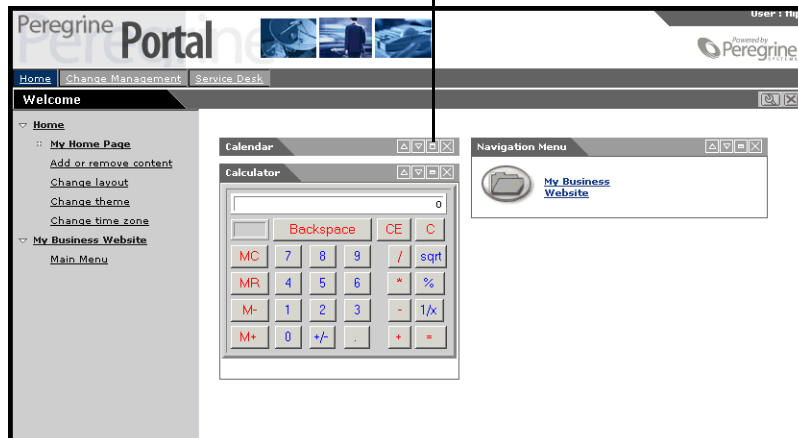 Peregrine Portal
User : flip
Powered by
Peregrine
SYSTEMS
Home Change Management Service Desk
Welcome
Home
My Home Page
Add or remove content
Change layout
Change theme
Change time zone
My Business Website
Main Menu
Calendar
Calculator
0
Backspace CE C
MC 7 8 9 / sqrt
MR 4 5 6 * %
M- 1 2 3 - 1/x
M+ 0 +/- . + =
Navigation Menu
My Business
Website